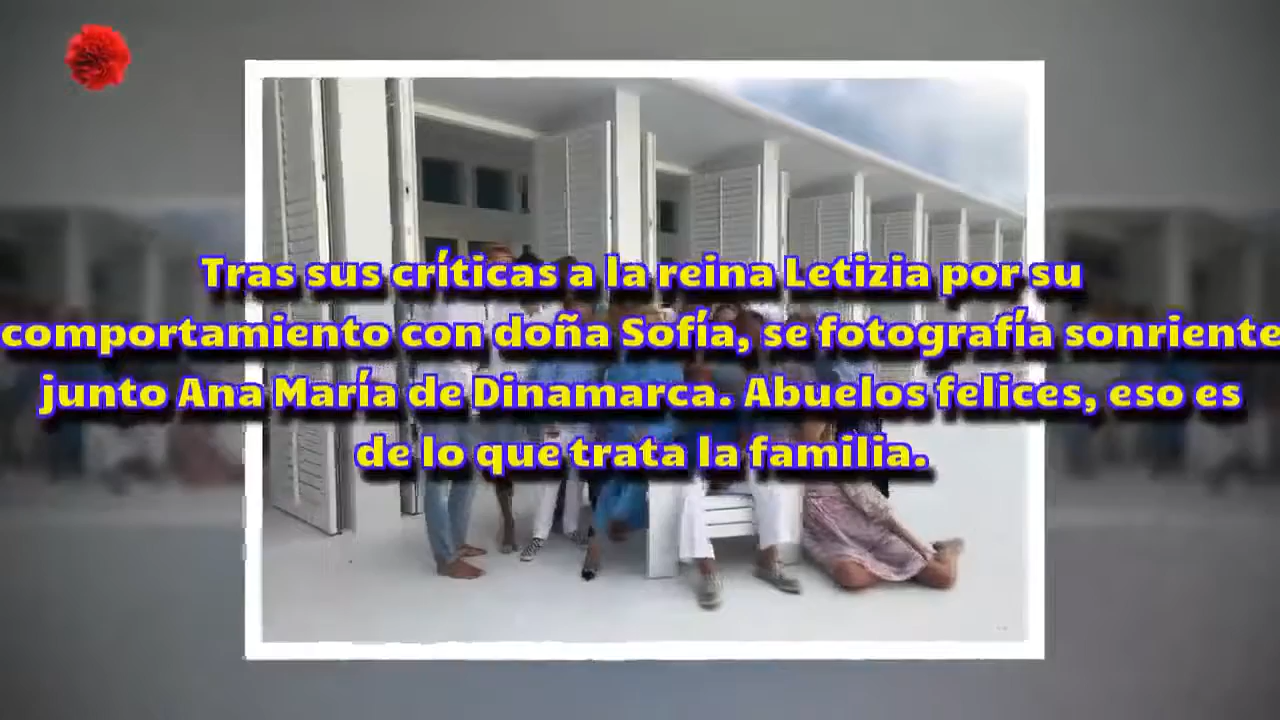 Tras sus críticas a la reina Letizia por su
comportamiento con doña Sofía, se fotografía sonriente
junto Ana María de Dinamarca. Abuelos felices, eso es
de lo que trata la familia.